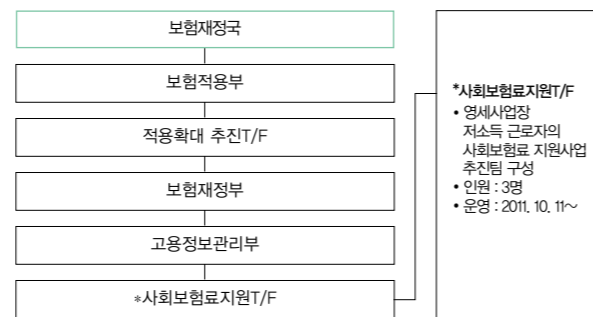 보험재정국
보험적용부
적용확대 추진T/F
보험재정부
고용정보관리부
*사회보험료지원T/F
*사회보험료지원T/F
• 영세사업장
저소득 근로자의
사회보험료 지원사업
추진팀 구성
• 인원 : 3명
• 운영 : 2011. 10. 11~